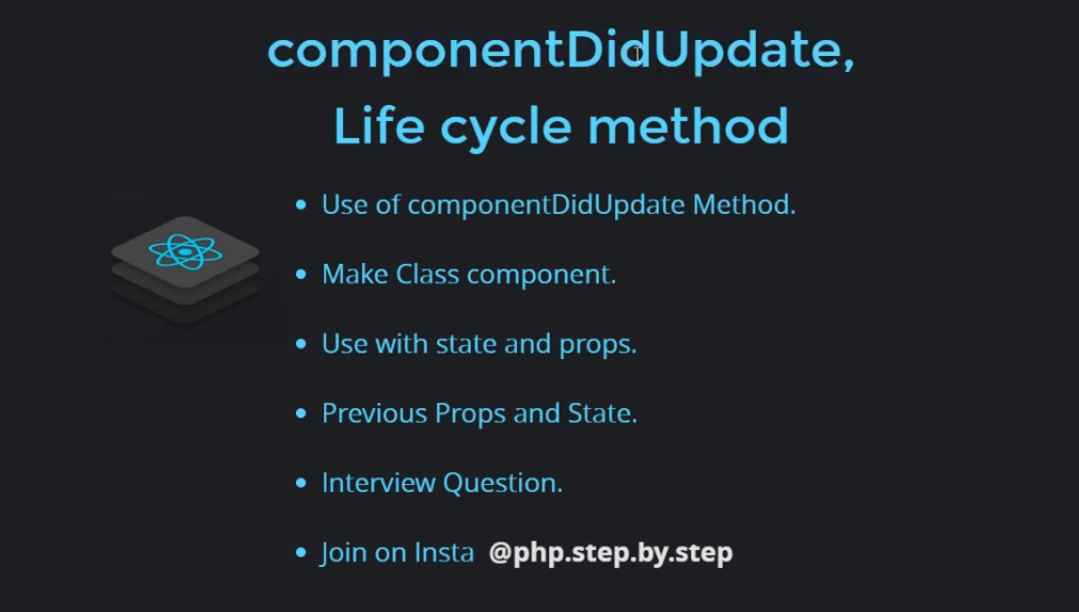 componentDidUpdate,
Life cycle method
Use of componentDidUpdate Method.
Make Class component.
Use with state and props.
Previous Props and State.
Interview Question.
Join on Insta @php.step.by.step